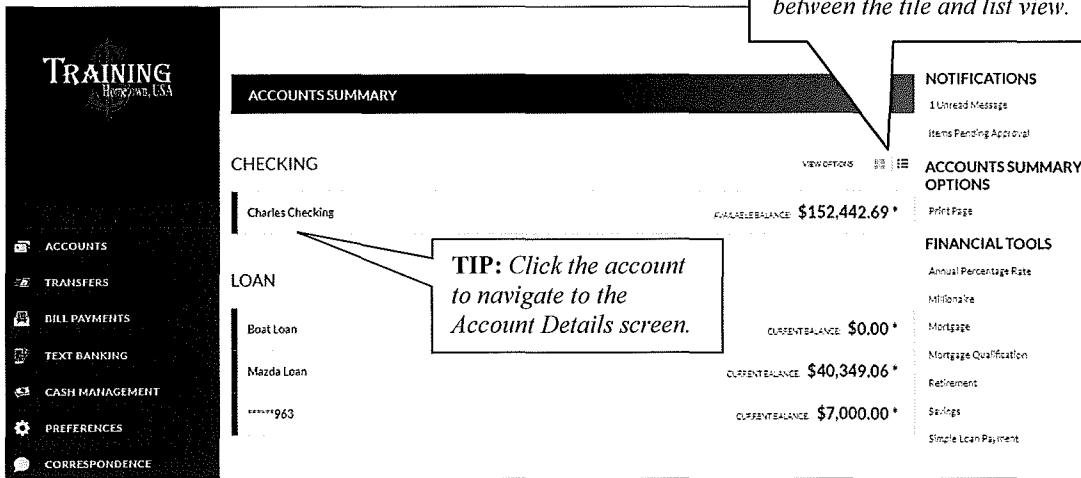 between the tile and list view.
TRAINING
Hometown, USA
ACCOUNTS SUMMARY
CHECKING
VIEW OPTIONS
Charles Checking
AVAILABLE BALANCE: $152,442.69 *
TIP: Click the account
to navigate to the
Account Details screen.
LOAN
Boat Loan
CURRENT BALANCE: $0.00 *
Mazda Loan
CURRENT BALANCE: $40,349.06 *
*****963
CURRENT BALANCE: $7,000.00 *
ACCOUNTS
TRANSFERS
BILL PAYMENTS
TEXT BANKING
CASH MANAGEMENT
PREFERENCES
CORRESPONDENCE
NOTIFICATIONS
1 Unread Message
Items Pending Approval
ACCOUNTS SUMMARY
OPTIONS
Print Page
FINANCIAL TOOLS
Annual Percentage Rate
Millionaire
Mortgage
Mortgage Qualification
Retirement
Savings
Simple Loan Payment